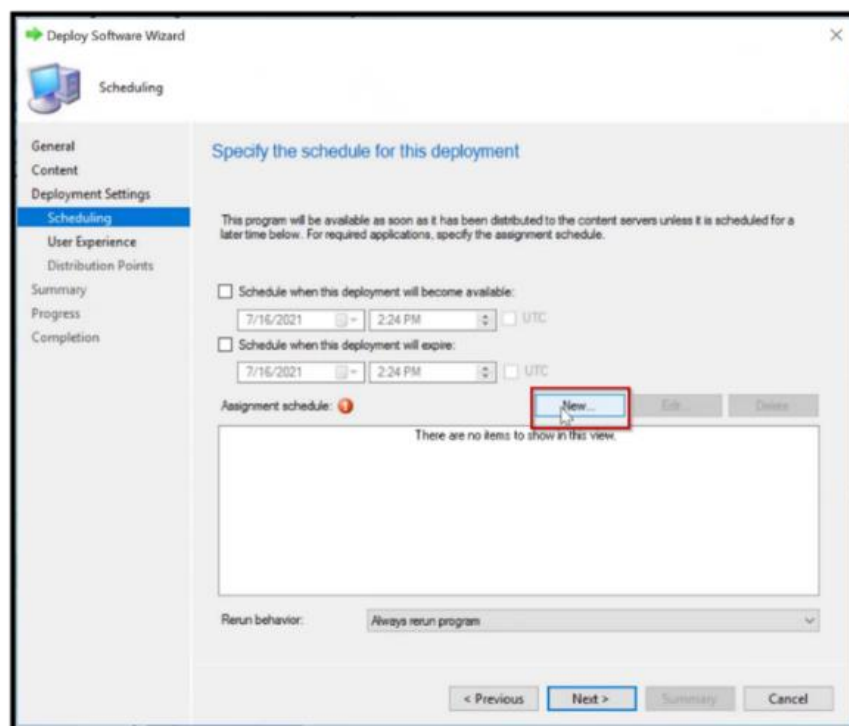 Deploy Software Wizard
Scheduling
General
Content
Deployment Settings
Scheduling
User Experience
Distribution Points
Summary
Progress
Completion
Specify the schedule for this deployment
This program will be available as soon as it has been distributed to the content servers unless it is scheduled for a
later time below. For required applications, specify the assignment schedule.
Schedule when this deployment will become available:
7/16/2021 2:24 PM UTC
Schedule when this deployment will expire:
7/16/2021 2:24 PM UTC
Assignment schedule: New... Edit... Delete
There are no items to show in this view.
Rerun behavior: Always rerun program
< Previous Next > Summary Cancel